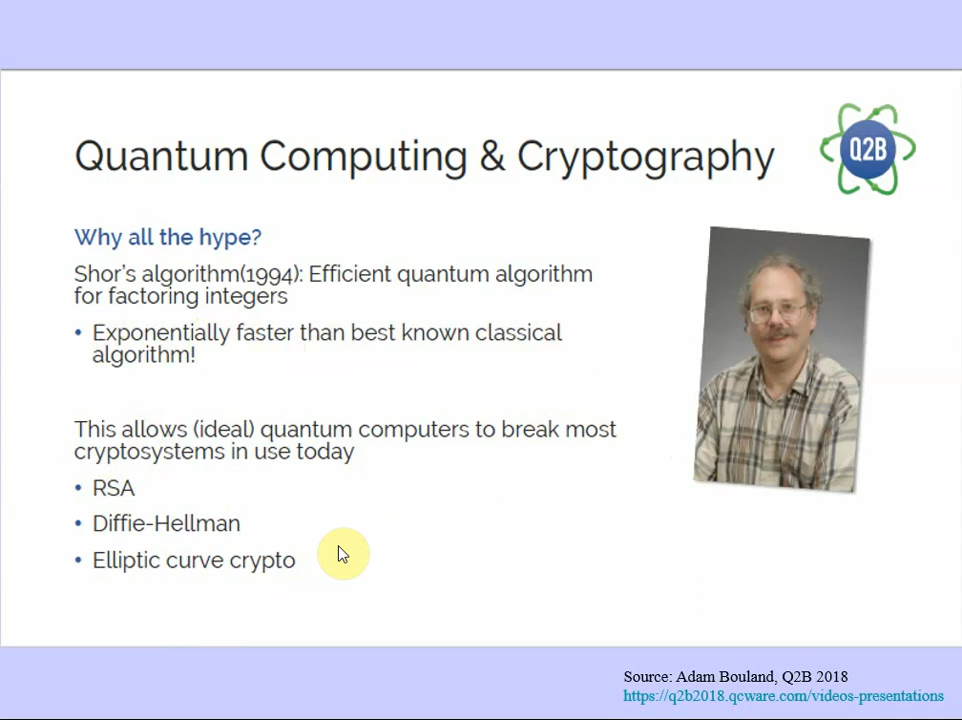 Quantum Computing & Cryptography
Q2B
Why all the hype?
Shor's algorithm(1994): Efficient quantum algorithm
for factoring integers
• Exponentially faster than best known classical
algorithm!
This allows (ideal) quantum computers to break most
cryptosystems in use today
• RSA
• Diffie-Hellman
• Elliptic curve crypto
Source: Adam Bouland, Q2B 2018
https://q2b2018.qcware.com/videos-presentations